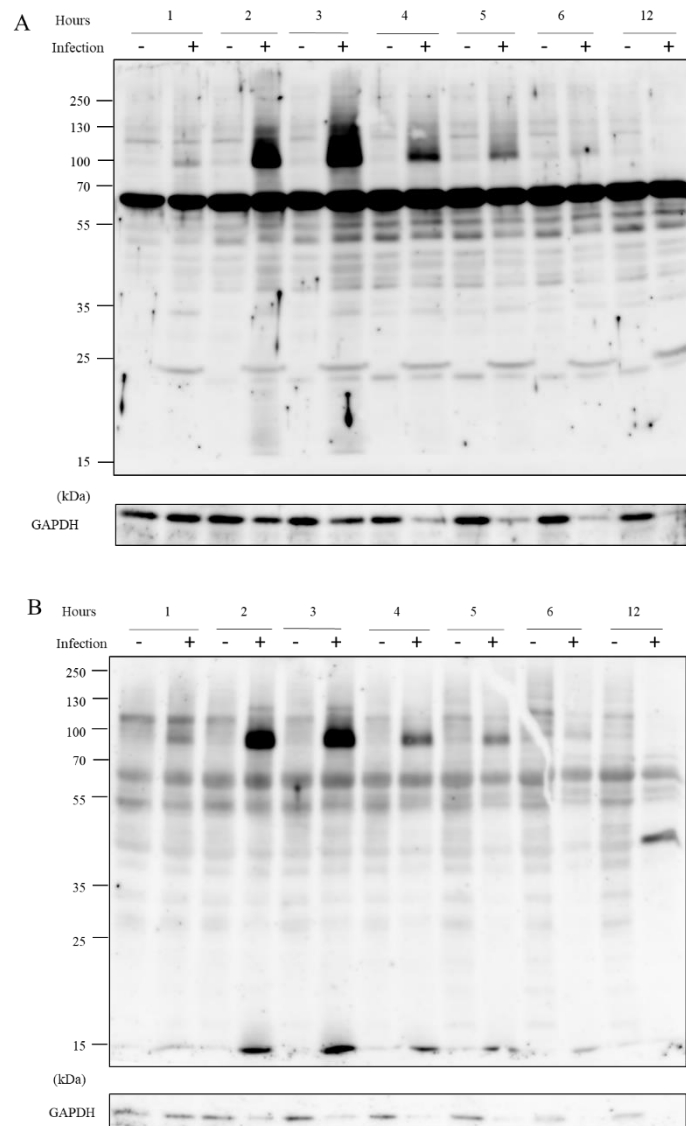 A
Hours 1 2 3 4 5 6 12
Infection - + - + - + - + - + - + - +
250
130
100
70
55
35
25
15
(kDa)
GAPDH
B
Hours 1 2 3 4 5 6 12
Infection - + - + - + - + - + - + - +
250
130
100
70
55
35
25
15
(kDa)
GAPDH